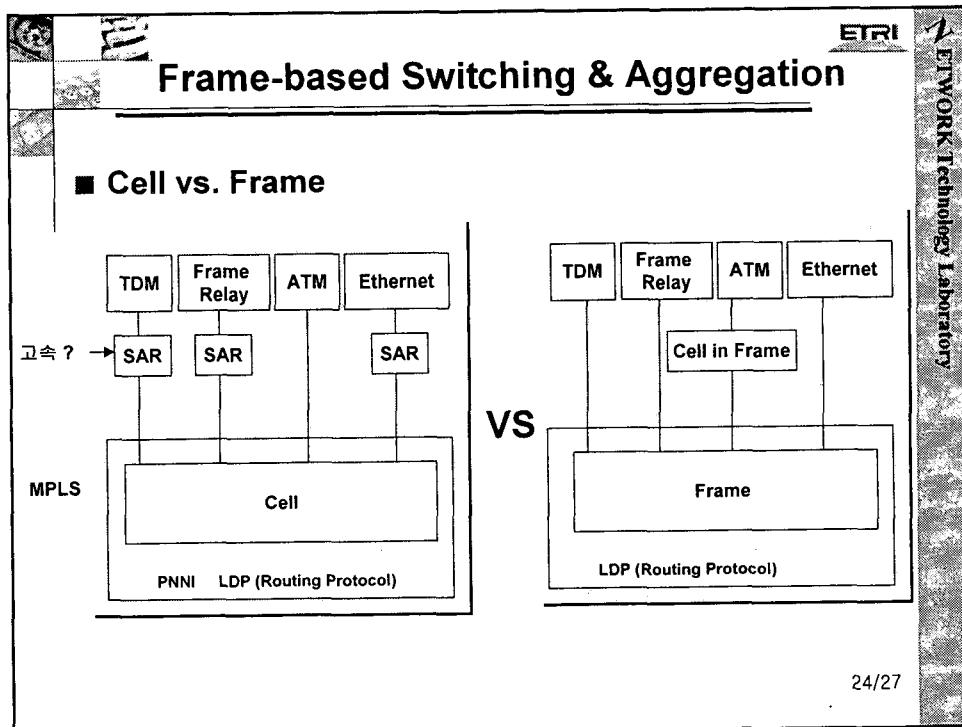 ETRI
Frame-based Switching & Aggregation
NETWORK Technology Laboratory
■ Cell vs. Frame
TDM
Frame
Relay
ATM
Ethernet
고속 ?
SAR
SAR
SAR
MPLS
Cell
PNNI LDP (Routing Protocol)
VS
TDM
Frame
Relay
ATM
Ethernet
Cell in Frame
Frame
LDP (Routing Protocol)
24/27